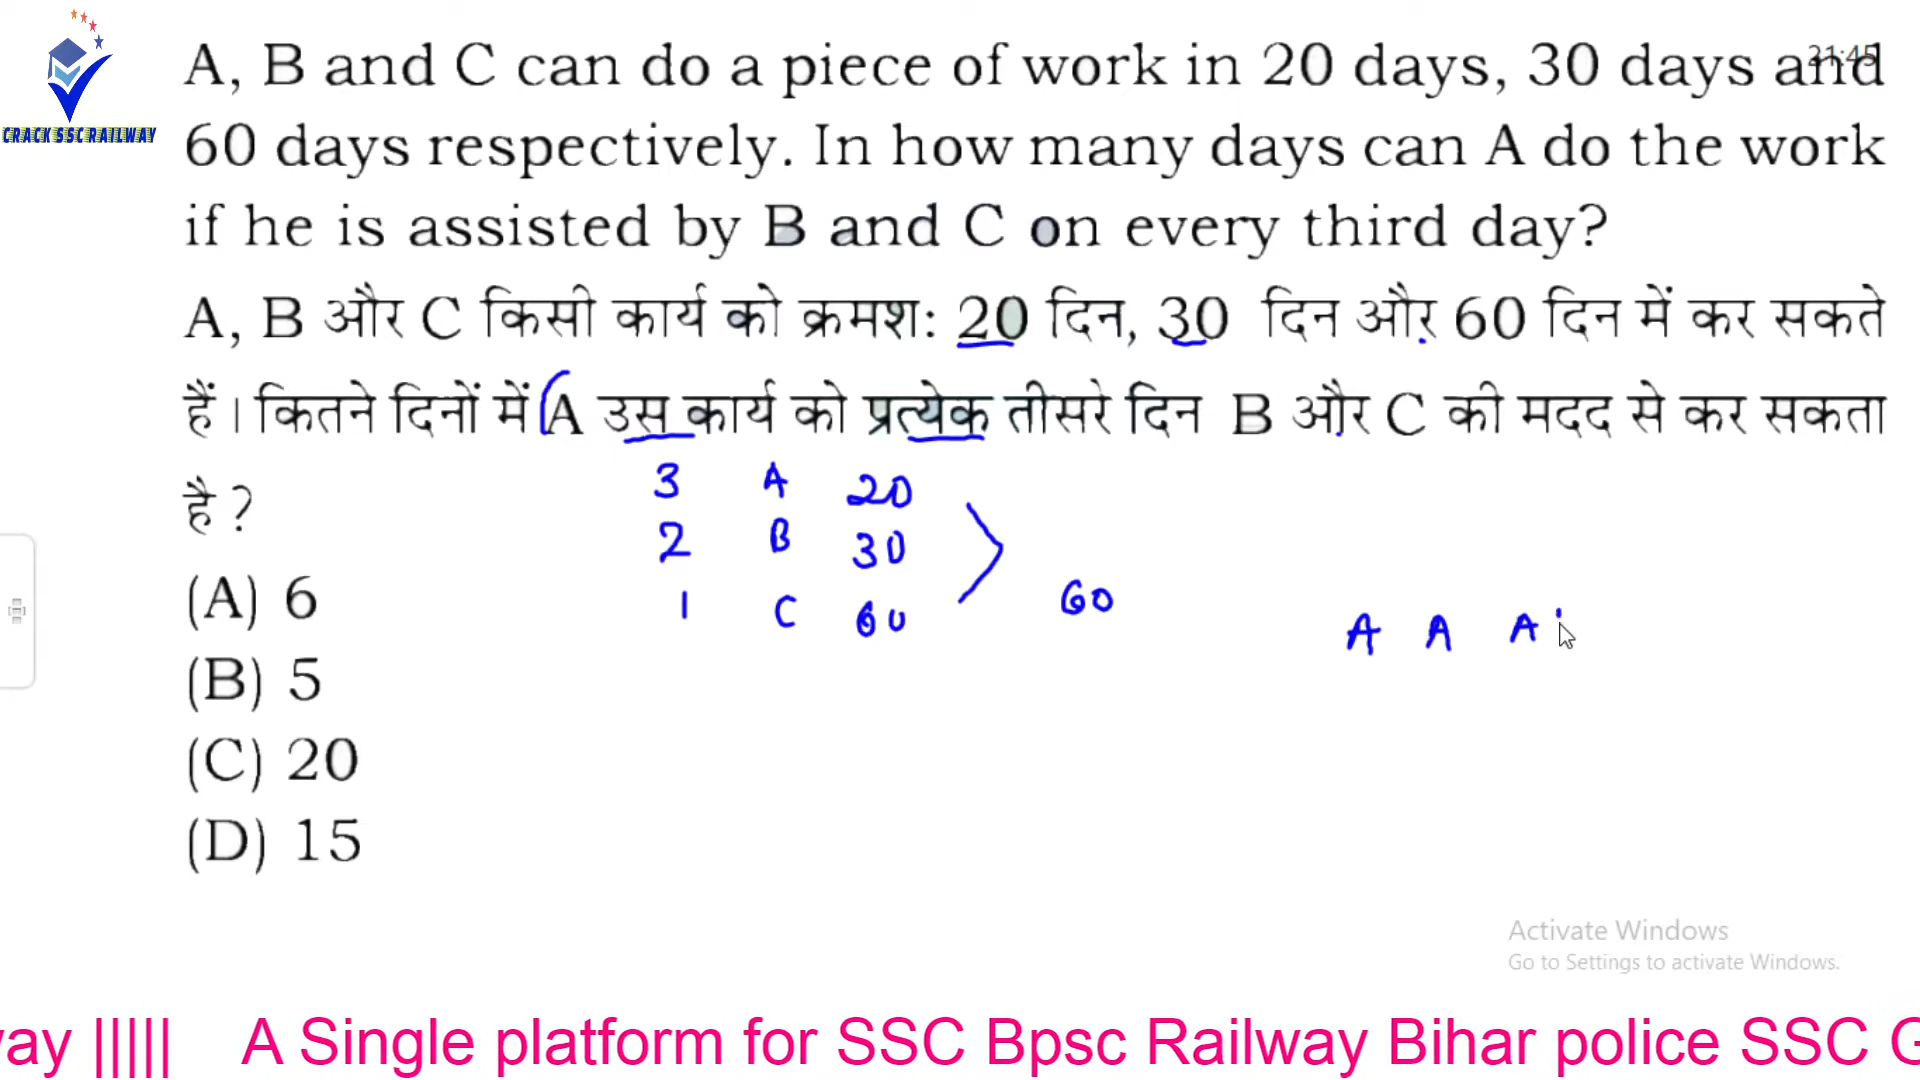 CRACK SSC RAILWAY
21:45
A, B and C can do a piece of work in 20 days, 30 days and
60 days respectively. In how many days can A do the work
if he is assisted by B and C on every third day?
A, B और C किसी कार्य को क्रमश: 20 दिन, 30 दिन और 60 दिन में कर सकते
हैं। कितने दिनों में A उस कार्य को प्रत्येक तीसरे दिन B और C की मदद से कर सकता
है?
3 A 20
2 B 30
1 C 60
60
A A A
(A) 6
(B) 5
(C) 20
(D) 15
Activate Windows
Go to Settings to activate Windows.
way ||||| A Single platform for SSC Bpsc Railway Bihar police SSC G